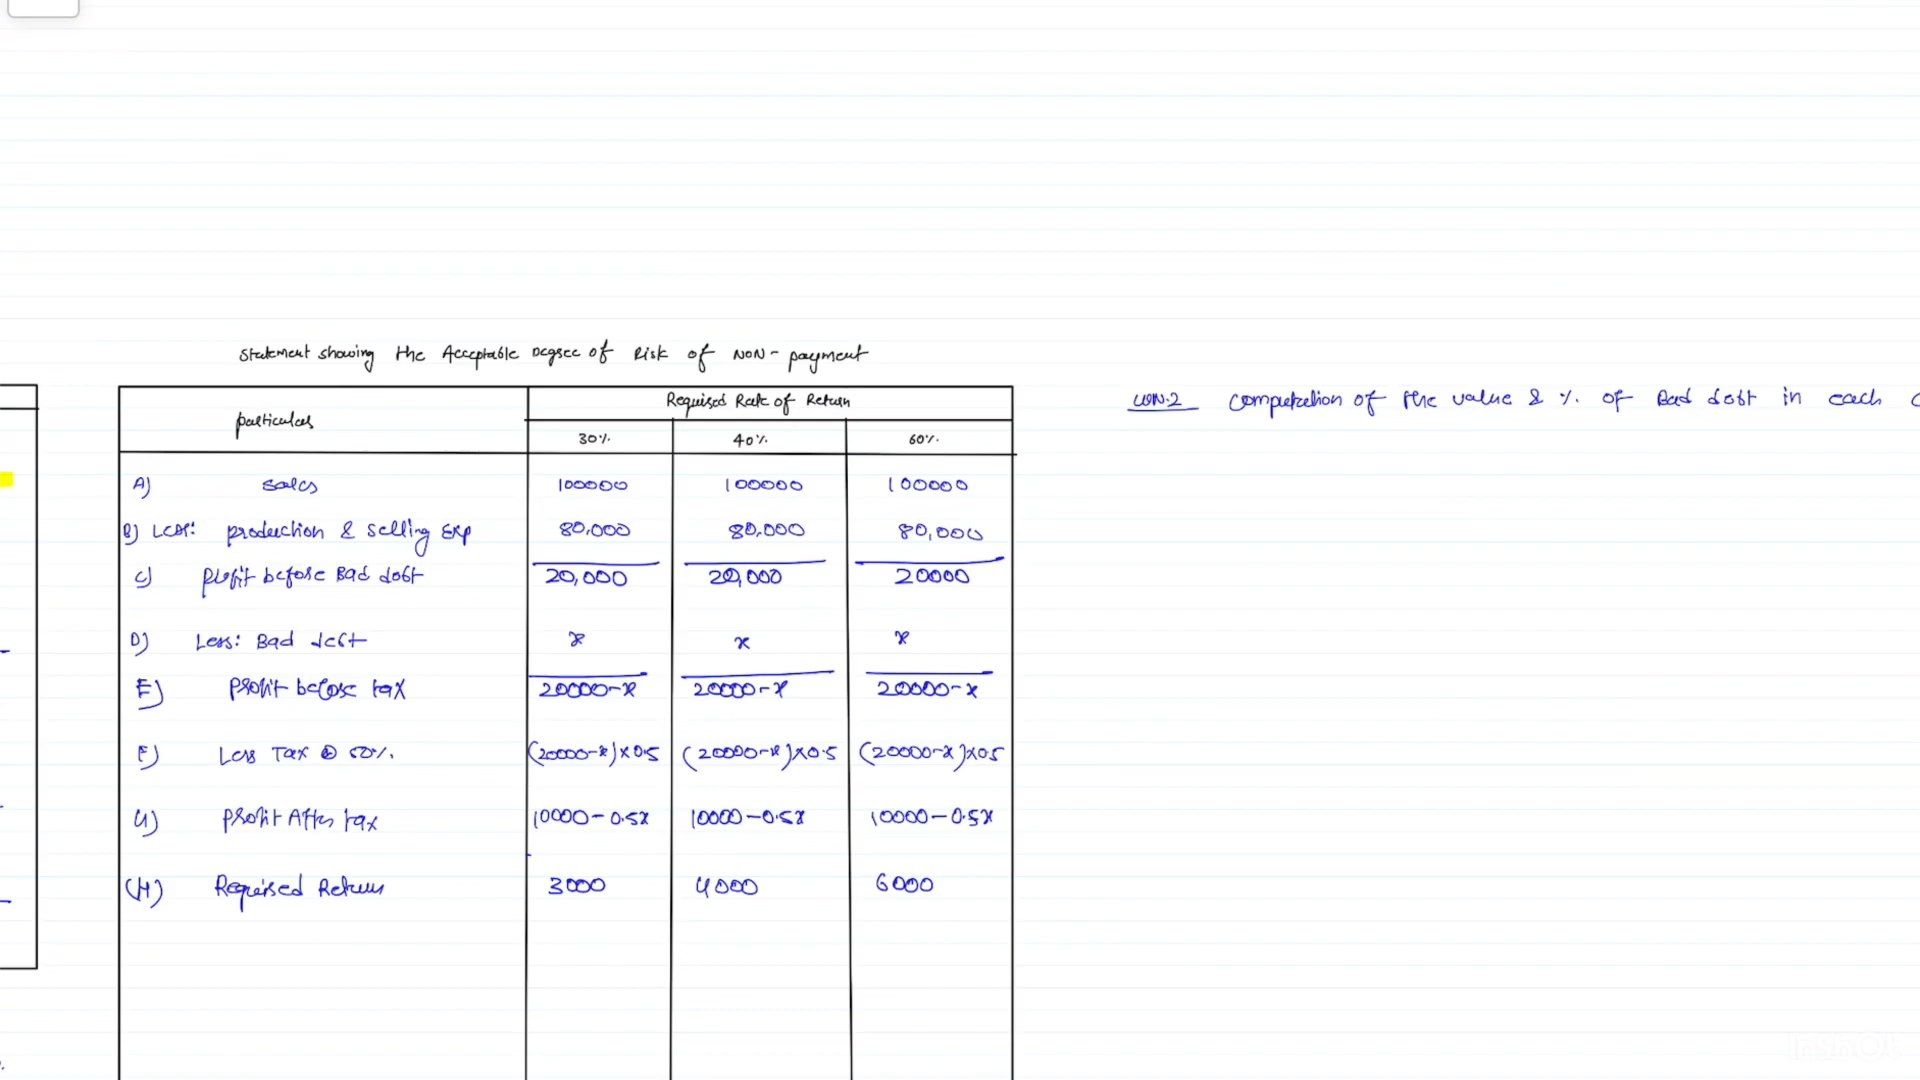 Statement showing the Acceptable Degree of Risk of NON-payment
particulars
Required Rate of Return
30% 40% 60%
A) Sales 100000 100000 100000
B) Less: production & selling Exp 80,000 80,000 80,000
C) Profit before Bad debt 20,000 20,000 20000
D) Less: Bad debt x x x
E) Profit before tax 20000-x 20000-x 20000-x
F) Less Tax @ 50% (20000-x)x0.5 (20000-x)x0.5 (20000-x)x0.5
G) Profit After tax 10000-0.5x 10000-0.5x 10000-0.5x
(H) Required Return 3000 4000 6000
WN.2 Computation of the value & % of Bad debt in each